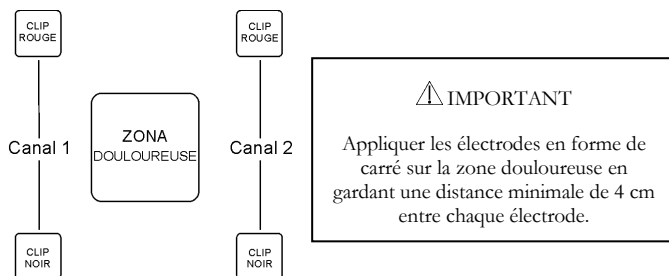 CLIP
ROUGE
CLIP
ROUGE
Canal 1
ZONA
DOULOUREUSE
Canal 2
CLIP
NOIR
CLIP
NOIR
IMPORTANT
Appliquer les électrodes en forme de
carré sur la zone douloureuse en
gardant une distance minimale de 4 cm
entre chaque électrode.